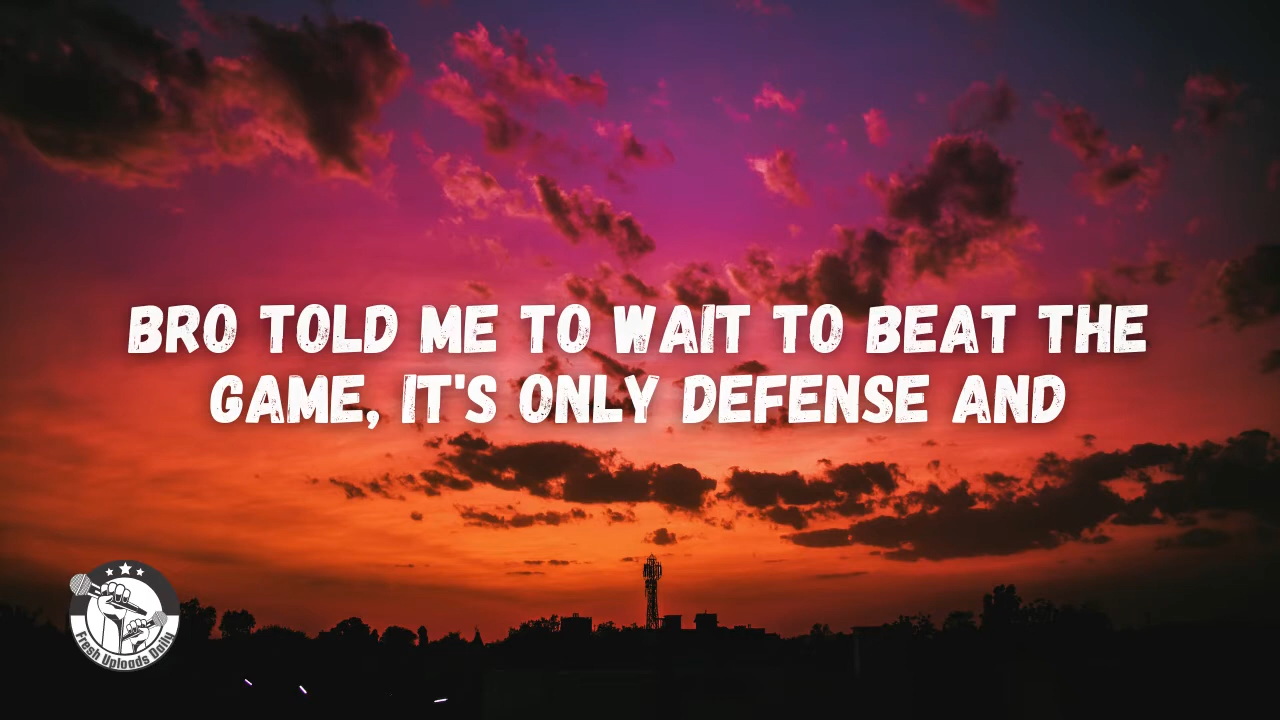 BRO TOLD ME TO WAIT TO BEAT THE
GAME, IT'S ONLY DEFENSE AND
Fresh Uploads Daily